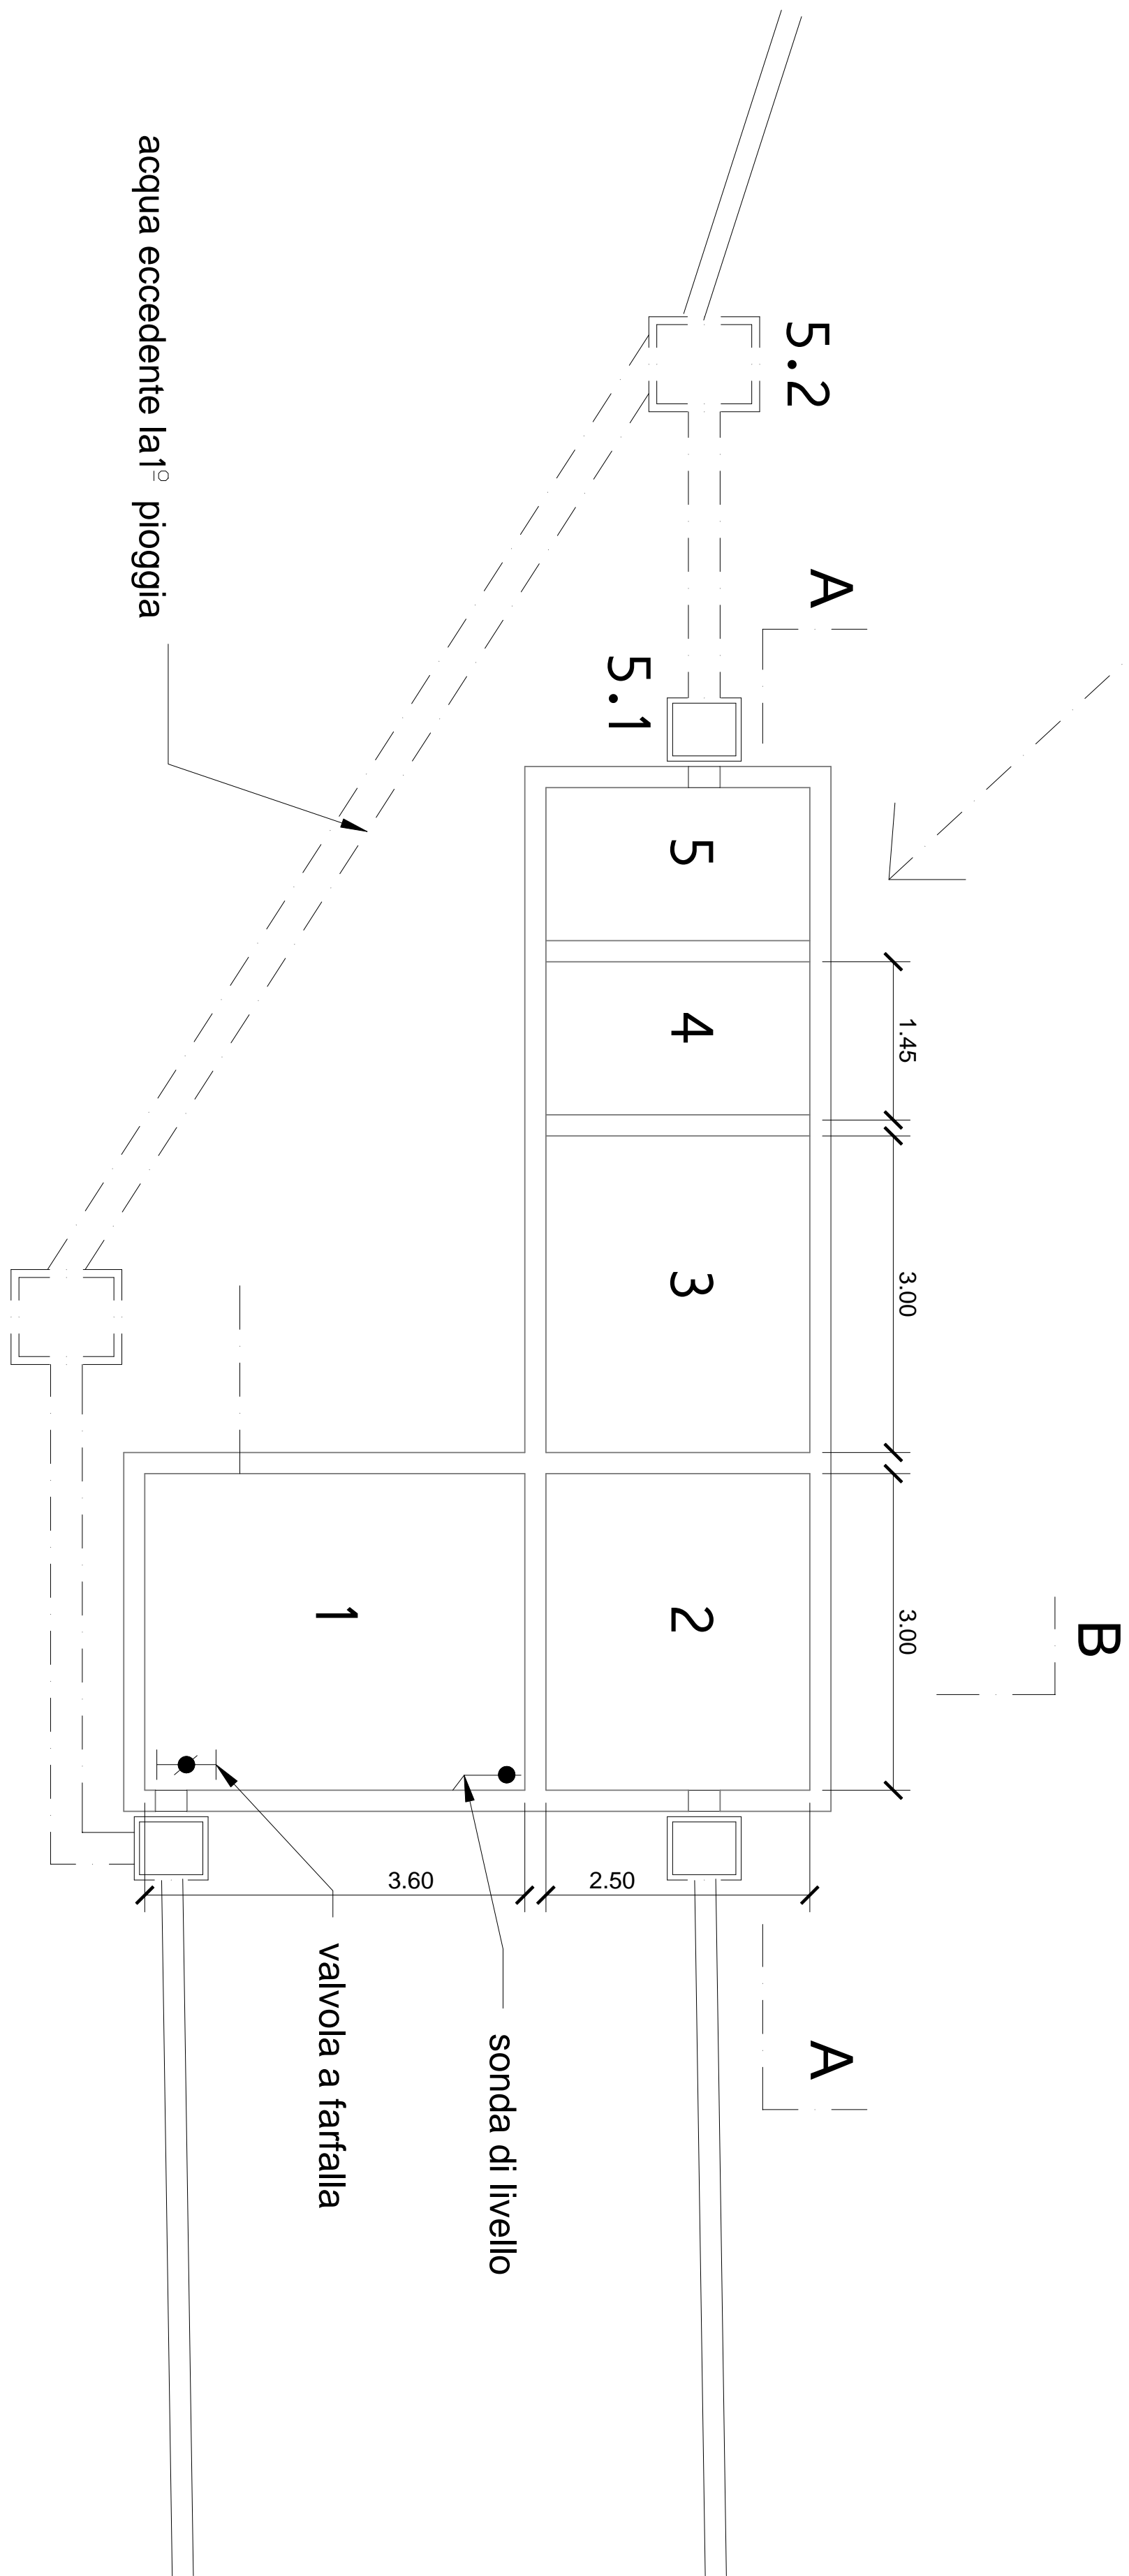 5.2
acqua eccedente la1° pioggia
A
5.1
5
4
1.45
3
3.00
B
1
2
3.00
3.60
2.50
valvola a farfalla
sonda di livello
A